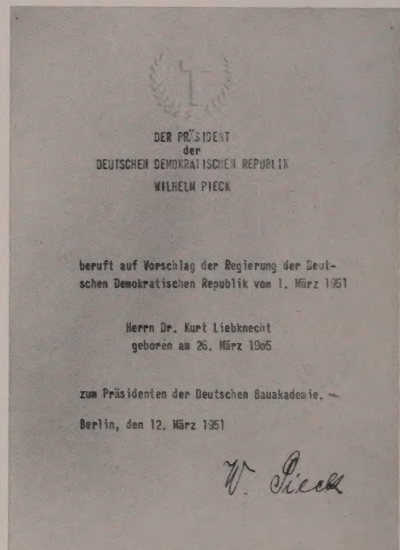 DER PRÄSIDENT
der
DEUTSCHEN DEMOKRATISCHEN REPUBLIK
WILHELM PIECK
beruft auf Vorschlag der Regierung der Deut-
schen Demokratischen Republik vom 1. März 1951
Herrn Dr. Kurt Liebknecht
geboren am 26. März 1905
zum Präsidenten der Deutschen Bauakademie.
Berlin, den 12. März 1951
W. Pieck